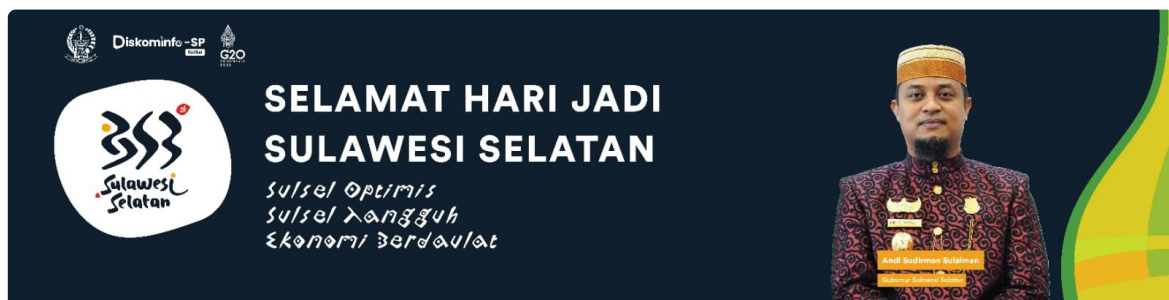 Diskominfo-SP
SulSel
G20
353
th
Sulawesi
Selatan
SELAMAT HARI JADI
SULAWESI SELATAN
Sulsel Optimis
Sulsel Tangguh
Ekonomi Berdaulat
Andi Sudirman Sulaiman
Gubernur Sulawesi Selatan